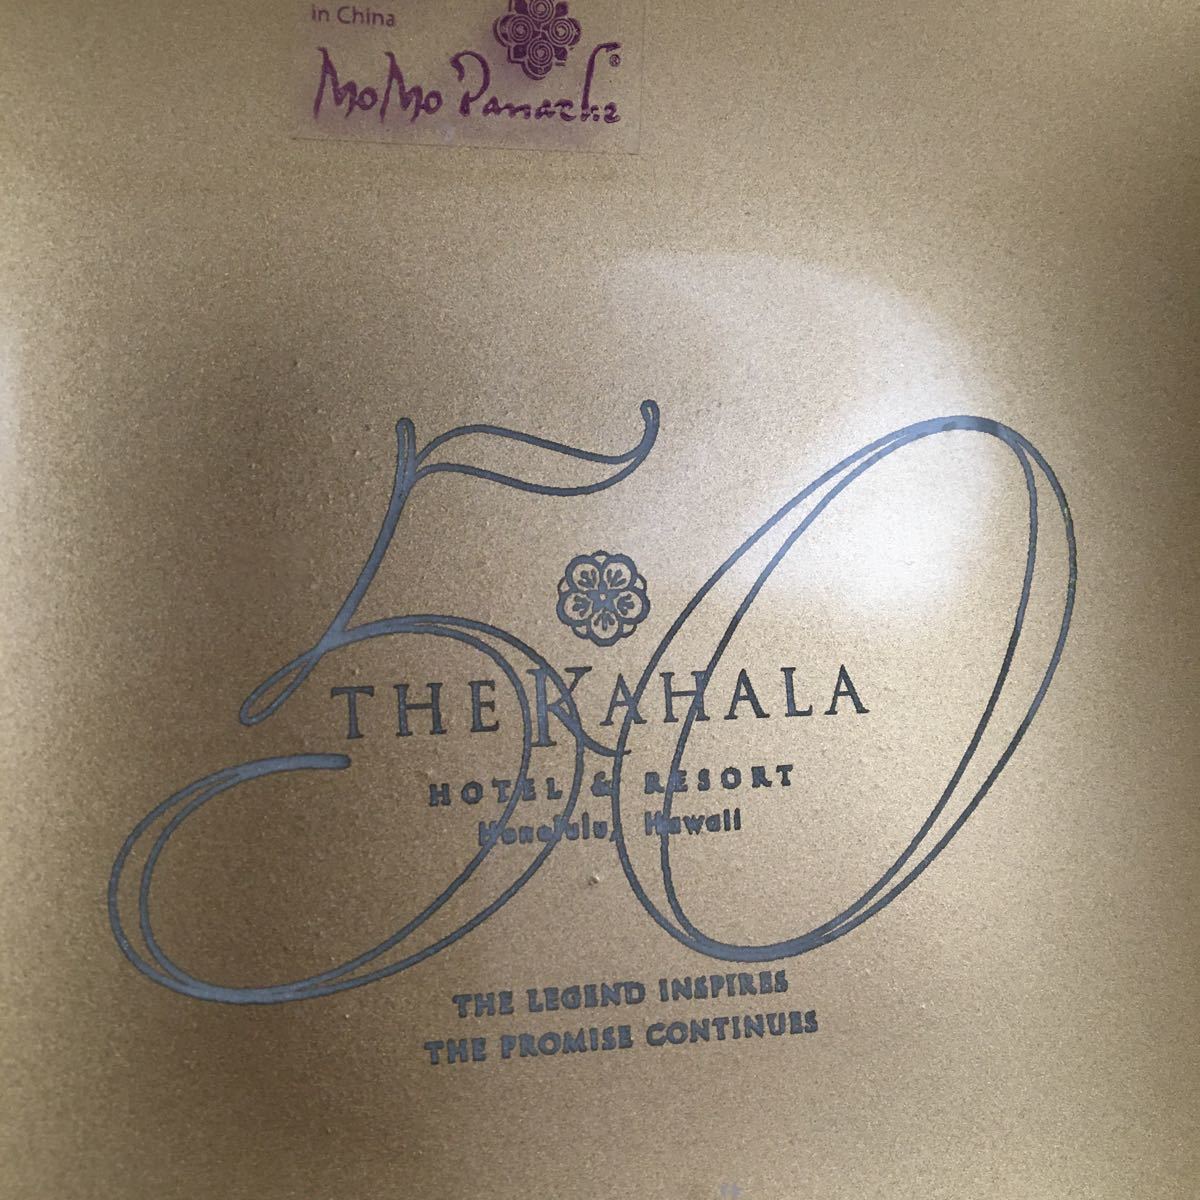 in China
MoMo Panache®
50
THE KAHALA
HOTEL & RESORT
Honolulu, Hawaii
THE LEGEND INSPIRES
THE PROMISE CONTINUES